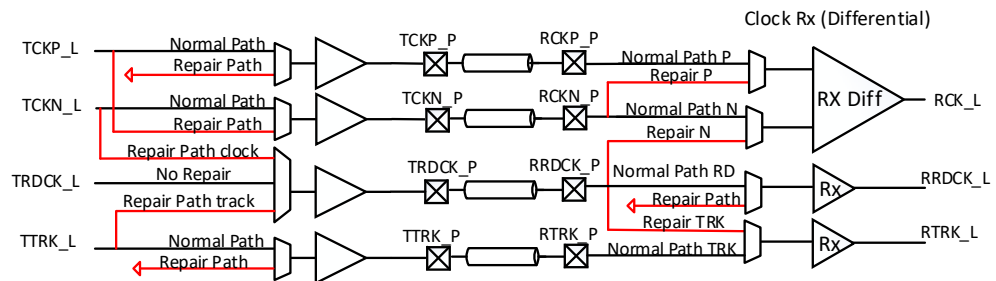 Clock Rx (Differential)
TCKP_L
Normal Path
Repair Path
TCKP_P
RCKP_P
Normal Path P
Repair P
TCKN_L
Normal Path
Repair Path
TCKN_P
RCKN_P
Normal Path N
Repair N
RX Diff
RCK_L
Repair Path clock
TRDCK_L
No Repair
Repair Path track
TRDCK_P
RRDCK_P
Normal Path RD
Repair Path
Rx
RRDCK_L
TTRK_L
Normal Path
Repair Path
TTRK_P
RTRK_P
Repair TRK
Normal Path TRK
Rx
RTRK_L